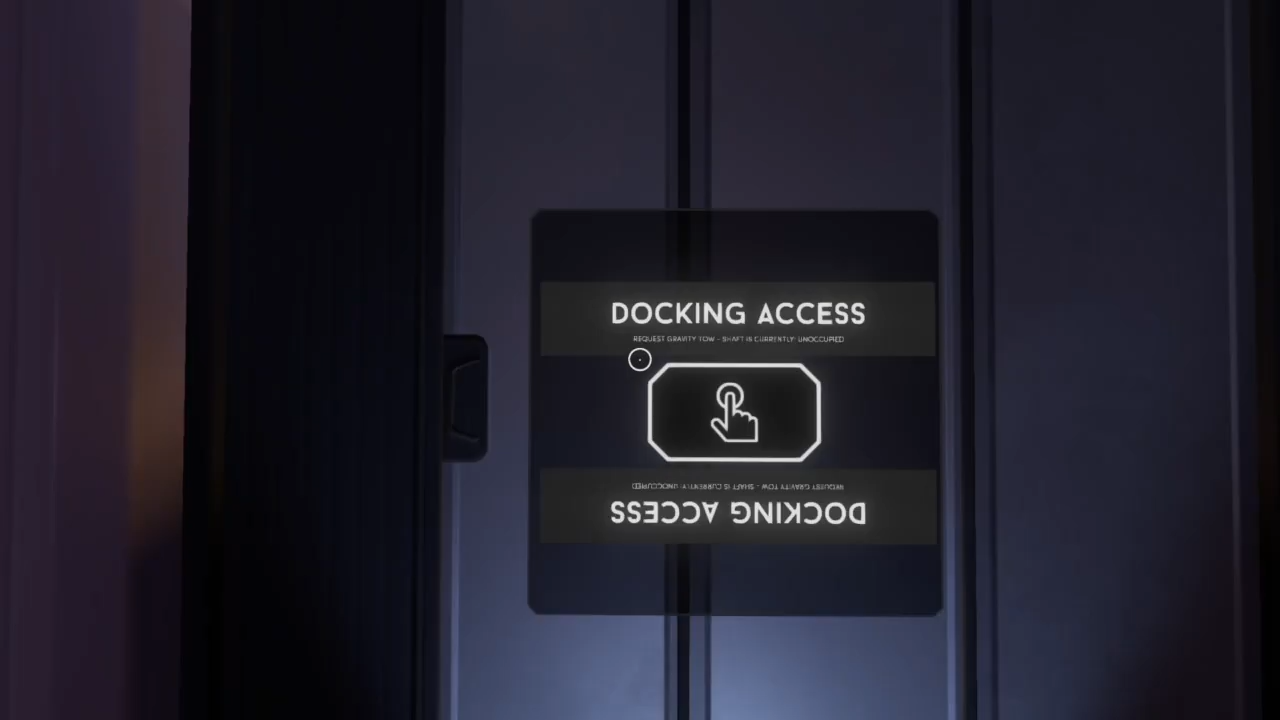 DOCKING ACCESS
REQUEST GRAVITY TOW - SHAFT IS CURRENTLY: UNOCCUPIED
REQUEST GRAVITY TOW - SHAFT IS CURRENTLY: UNOCCUPIED
DOCKING ACCESS